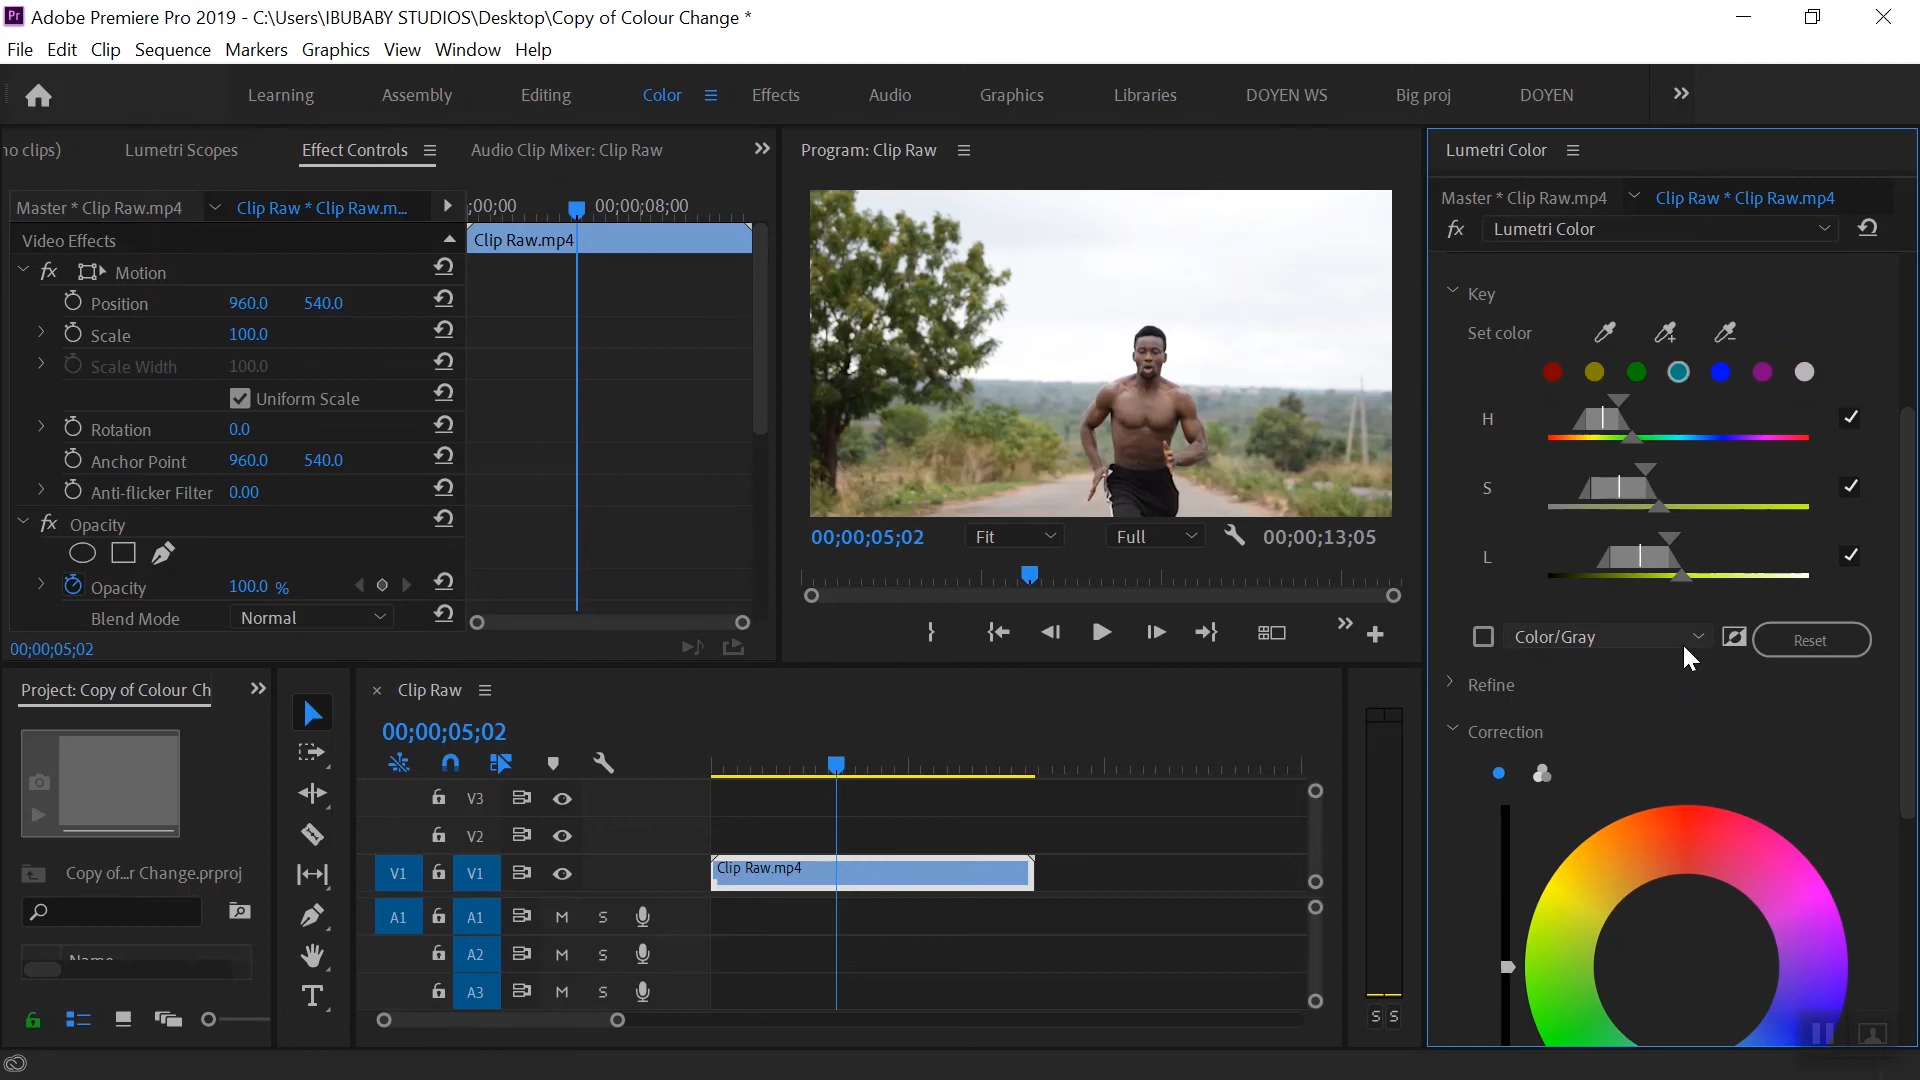 Adobe Premiere Pro 2019 - C:\Users\IBUBABY STUDIOS\Desktop\Copy of Colour Change *
File Edit Clip Sequence Markers Graphics View Window Help
Learning Assembly Editing Color Effects Audio Graphics Libraries DOYEN WS Big proj DOYEN
no clips) Lumetri Scopes Effect Controls Audio Clip Mixer: Clip Raw
Master * Clip Raw.mp4 Clip Raw * Clip Raw.m...
;00;00 00;00;08;00
Video Effects
Clip Raw.mp4
fx Motion
Position 960.0 540.0
Scale 100.0
Scale Width 100.0
Uniform Scale
Rotation 0.0
Anchor Point 960.0 540.0
Anti-flicker Filter 0.00
fx Opacity
Opacity 100.0 %
Blend Mode Normal
00;00;05;02
Program: Clip Raw
00;00;05;02 Fit Full 00;00;13;05
Lumetri Color
Master * Clip Raw.mp4 Clip Raw * Clip Raw.mp4
fx Lumetri Color
Key
Set color
H
S
L
Color/Gray Reset
Refine
Correction
Project: Copy of Colour Ch
Copy of...r Change.prproj
Name
Clip Raw
00;00;05;02
V3
V2
V1 V1
Clip Raw.mp4
A1 A1 M S
A2 M S
A3 M S
S S